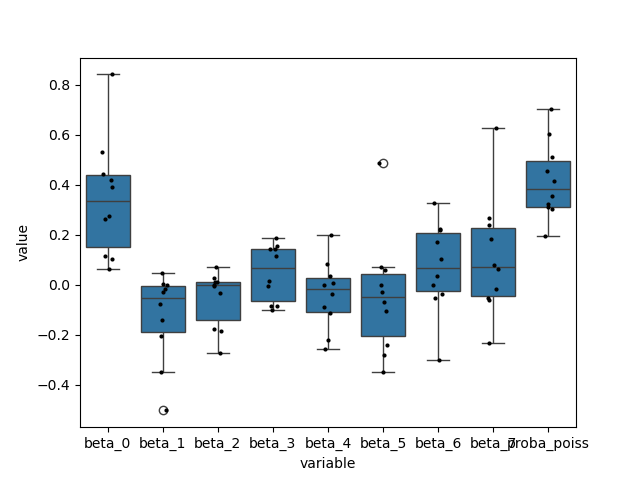 value
0.8
0.6
0.4
0.2
0.0
−0.2
−0.4
beta_0 beta_1 beta_2 beta_3 beta_4 beta_5 beta_6 beta_7 proba_poiss
variable